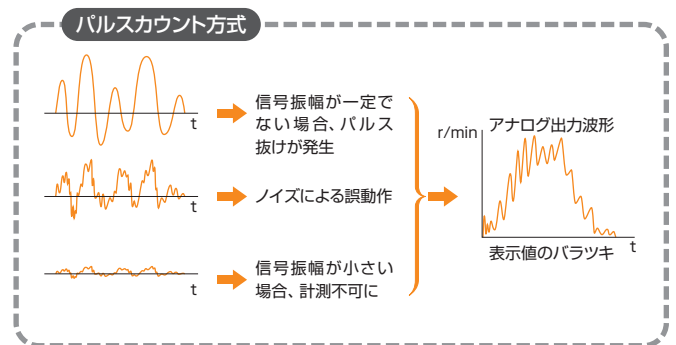 パルスカウント方式
t
信号振幅が一定で
ない場合、パルス
抜けが発生
t
ノイズによる誤動作
t
信号振幅が小さい
場合、計測不可に
r/min
アナログ出力波形
t
表示値のバラツキ